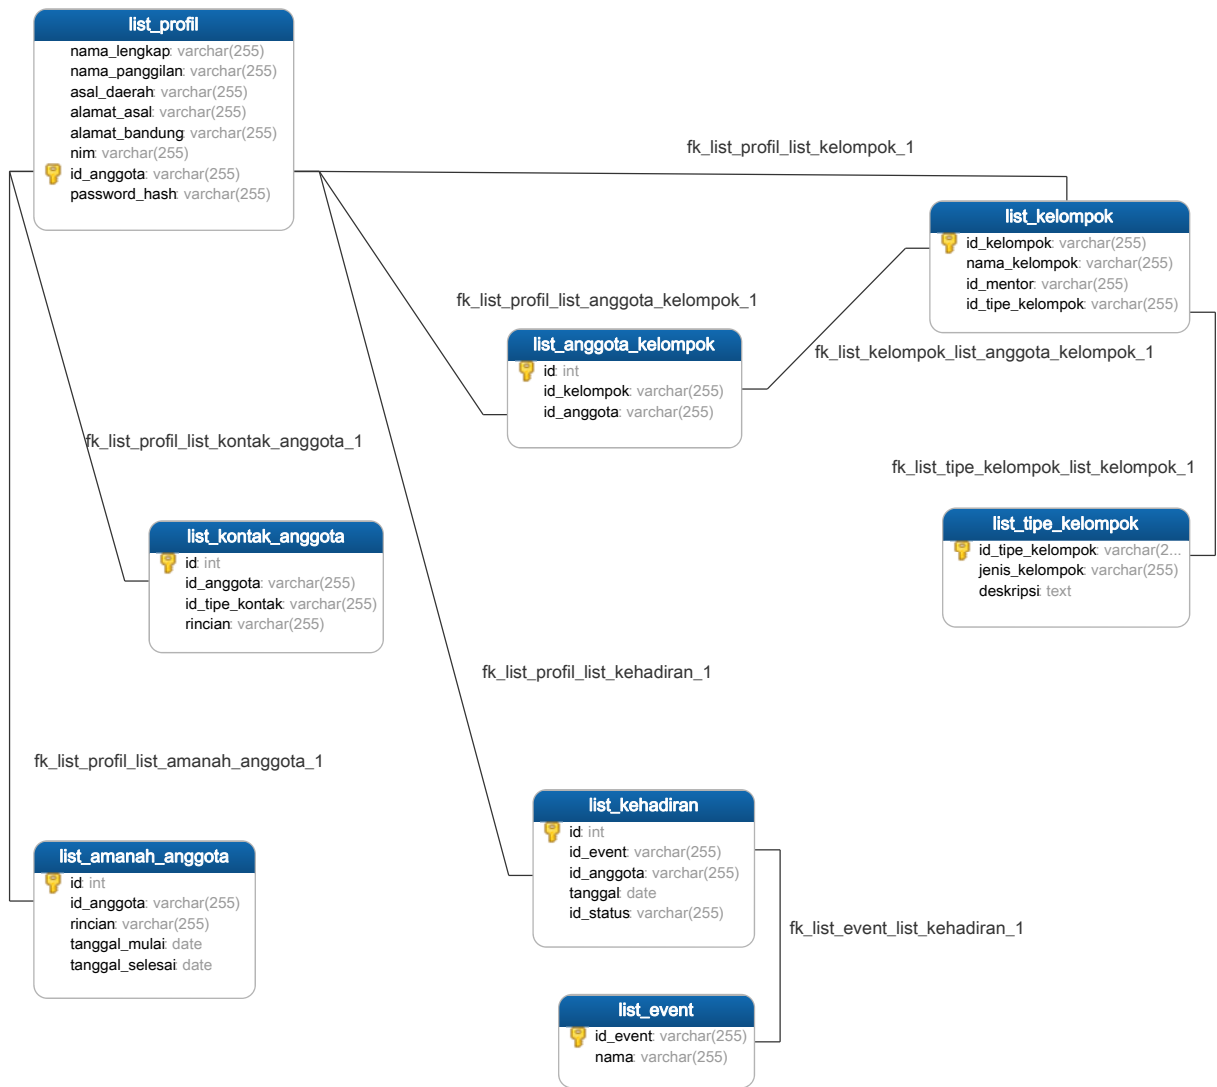 list_profil
nama_lengkap: varchar(255)
nama_panggilan: varchar(255)
asal_daerah: varchar(255)
alamat_asal: varchar(255)
alamat_bandung: varchar(255)
nim: varchar(255)
id_anggota: varchar(255)
password_hash: varchar(255)
fk_list_profil_list_kelompok_1
list_kelompok
id_kelompok: varchar(255)
nama_kelompok: varchar(255)
id_mentor: varchar(255)
id_tipe_kelompok: varchar(255)
fk_list_profil_list_anggota_kelompok_1
list_anggota_kelompok
id: int
id_kelompok: varchar(255)
id_anggota: varchar(255)
fk_list_kelompok_list_anggota_kelompok_1
fk_list_profil_list_kontak_anggota_1
fk_list_tipe_kelompok_list_kelompok_1
list_kontak_anggota
id: int
id_anggota: varchar(255)
id_tipe_kontak: varchar(255)
rincian: varchar(255)
list_tipe_kelompok
id_tipe_kelompok: varchar(2...
jenis_kelompok: varchar(255)
deskripsi: text
fk_list_profil_list_kehadiran_1
fk_list_profil_list_amanah_anggota_1
list_kehadiran
id: int
id_event: varchar(255)
id_anggota: varchar(255)
tanggal: date
id_status: varchar(255)
list_amanah_anggota
id: int
id_anggota: varchar(255)
rincian: varchar(255)
tanggal_mulai: date
tanggal_selesai: date
fk_list_event_list_kehadiran_1
list_event
id_event: varchar(255)
nama: varchar(255)